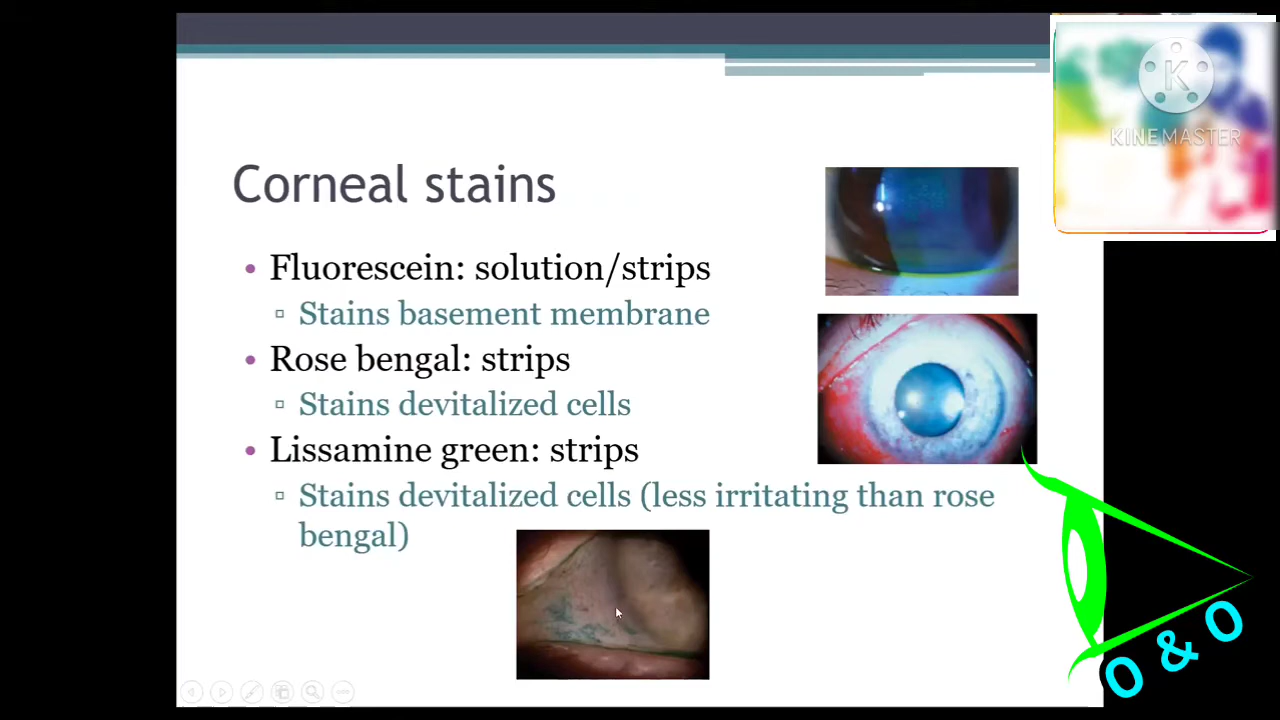 Corneal stains
• Fluorescein: solution/strips
▫ Stains basement membrane
• Rose bengal: strips
▫ Stains devitalized cells
• Lissamine green: strips
▫ Stains devitalized cells (less irritating than rose
bengal)
K
KINEMASTER
O & O